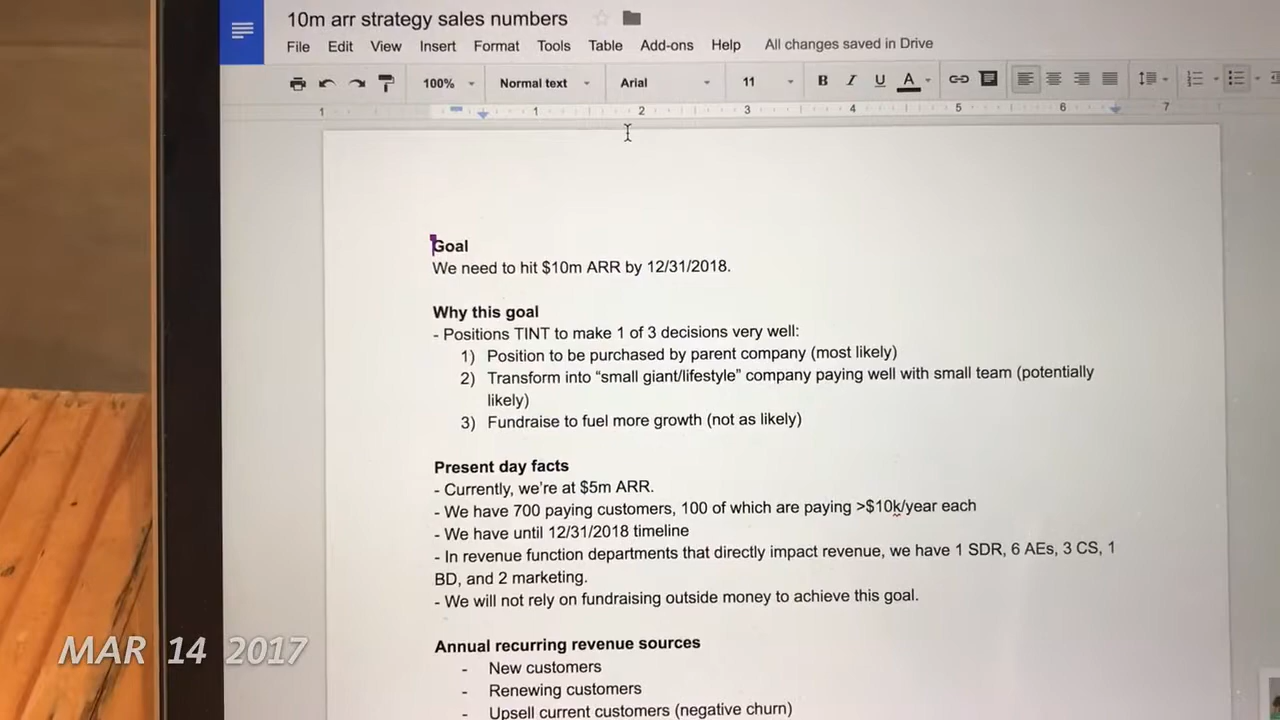 10m arr strategy sales numbers
File Edit View Insert Format Tools Table Add-ons Help All changes saved in Drive
100% Normal text Arial 11 B I U A
1 1 2 3 4 5 6 7
Goal
We need to hit $10m ARR by 12/31/2018.
Why this goal
- Positions TINT to make 1 of 3 decisions very well:
1) Position to be purchased by parent company (most likely)
2) Transform into “small giant/lifestyle” company paying well with small team (potentially
likely)
3) Fundraise to fuel more growth (not as likely)
Present day facts
- Currently, we’re at $5m ARR.
- We have 700 paying customers, 100 of which are paying >$10k/year each
- We have until 12/31/2018 timeline
- In revenue function departments that directly impact revenue, we have 1 SDR, 6 AEs, 3 CS, 1
BD, and 2 marketing.
- We will not rely on fundraising outside money to achieve this goal.
Annual recurring revenue sources
- New customers
- Renewing customers
- Upsell current customers (negative churn)
MAR 14 2017